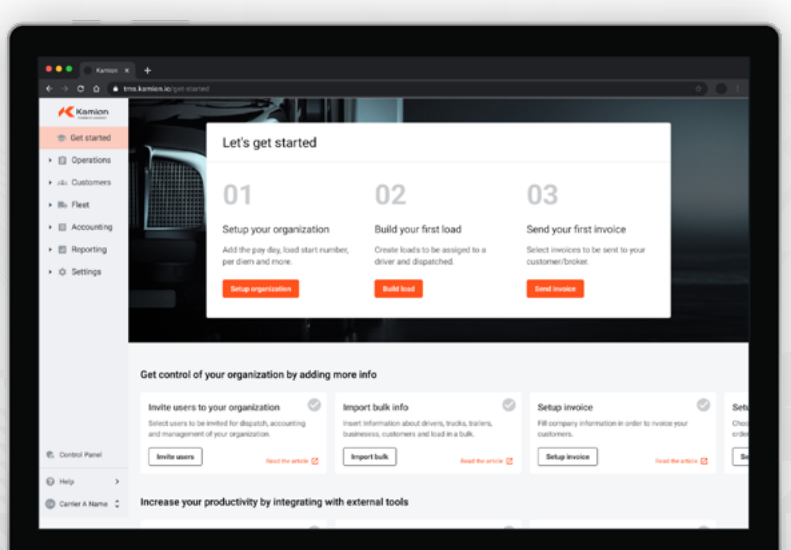 Kamion
tms.kamion.io/get-started
Kamion
Get started
Operations
Customers
Fleet
Accounting
Reporting
Settings
Control Panel
Help
Carrier A Name
Let's get started
01
Setup your organization
Add the pay day, load start number,
per diem and more.
Setup organization
02
Build your first load
Create loads to be assiged to a
driver and dispatched.
Build load
03
Send your first invoice
Select invoices to be sent to your
customer/broker.
Send invoice
Get control of your organization by adding more info
Invite users to your organization
Select users to be invited for dispatch, accounting
and management of your organization.
Invite users
Read the article
Import bulk info
Insert information about drivers, trucks, trailers,
businesess, customers and load in a bulk.
Import bulk
Read the article
Setup invoice
Fill company information in order to nvoice your
customers.
Setup invoice
Read the article
Increase your productivity by integrating with external tools